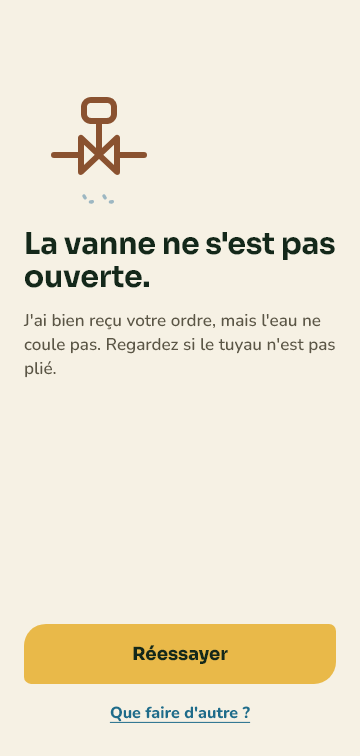 La vanne ne s'est pas
ouverte.
J'ai bien reçu votre ordre, mais l'eau ne
coule pas. Regardez si le tuyau n'est pas
plié.
Réessayer
Que faire d'autre ?